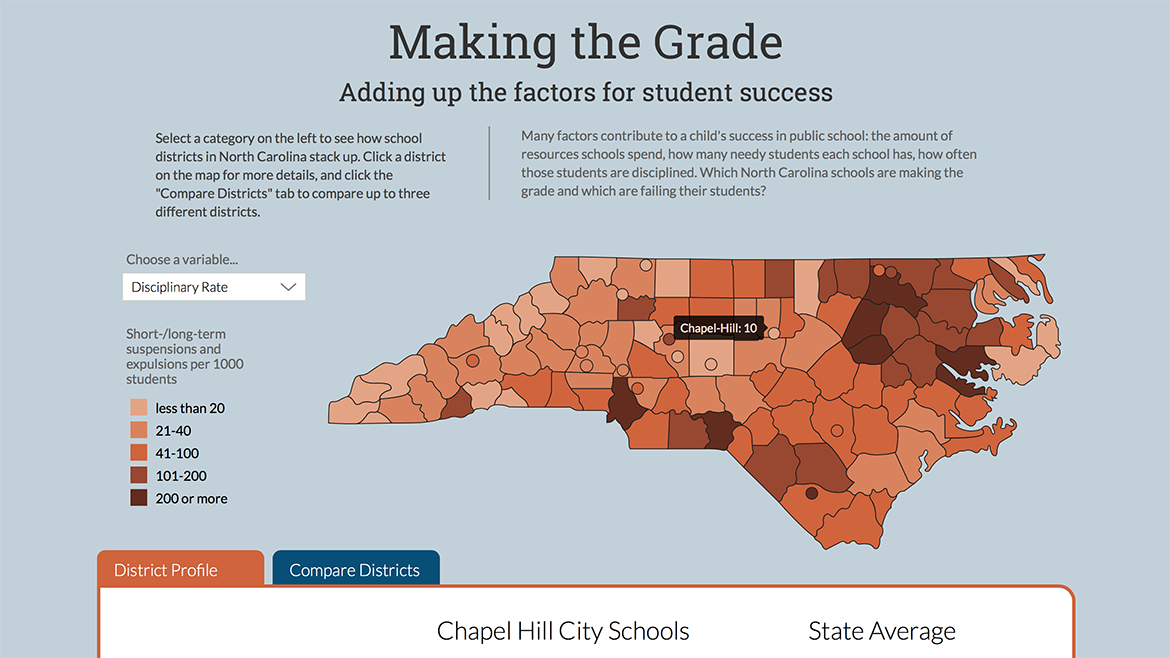 Making the Grade
Adding up the factors for student success
Select a category on the left to see how school
districts in North Carolina stack up. Click a district
on the map for more details, and click the
"Compare Districts" tab to compare up to three
different districts.
Many factors contribute to a child's success in public school: the amount of
resources schools spend, how many needy students each school has, how often
those students are disciplined. Which North Carolina schools are making the
grade and which are failing their students?
Choose a variable...
Disciplinary Rate
Short-/long-term
suspensions and
expulsions per 1000
students
less than 20
21-40
41-100
101-200
200 or more
Chapel-Hill: 10
District Profile
Compare Districts
Chapel Hill City Schools
State Average